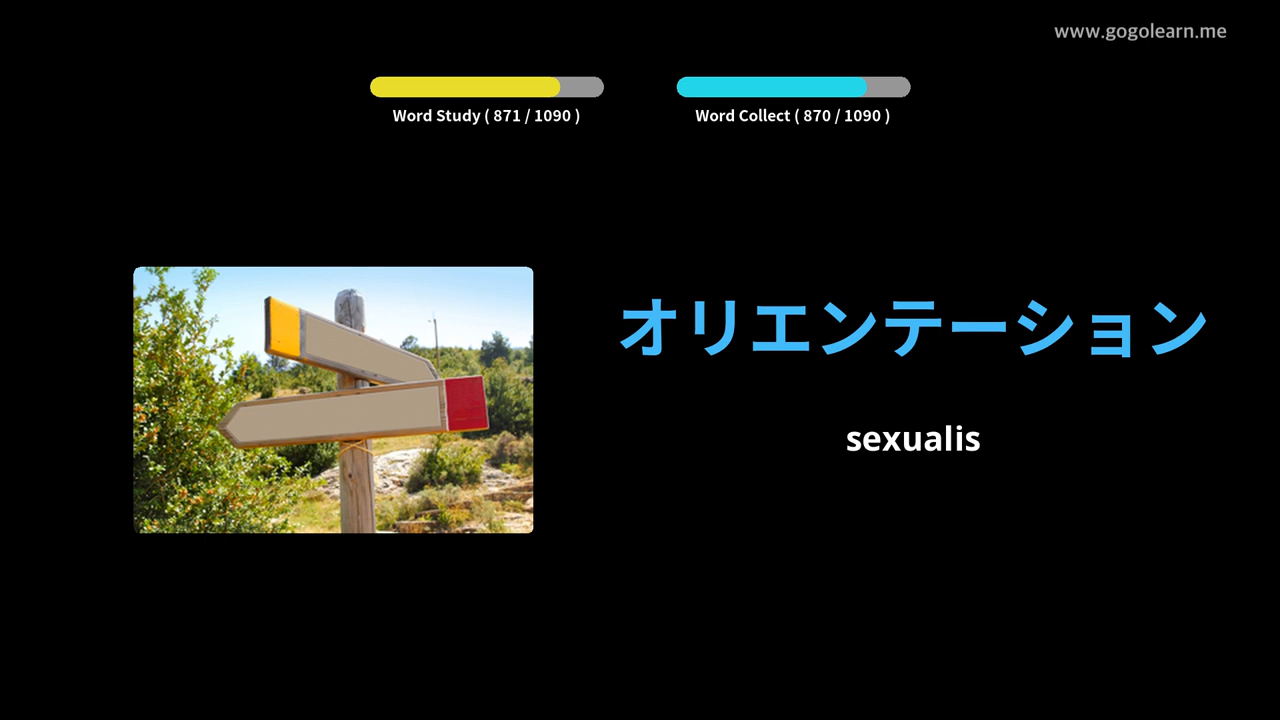 www.gogolearn.me
Word Study ( 871 / 1090 )
Word Collect ( 870 / 1090 )
オリエンテーション
sexualis